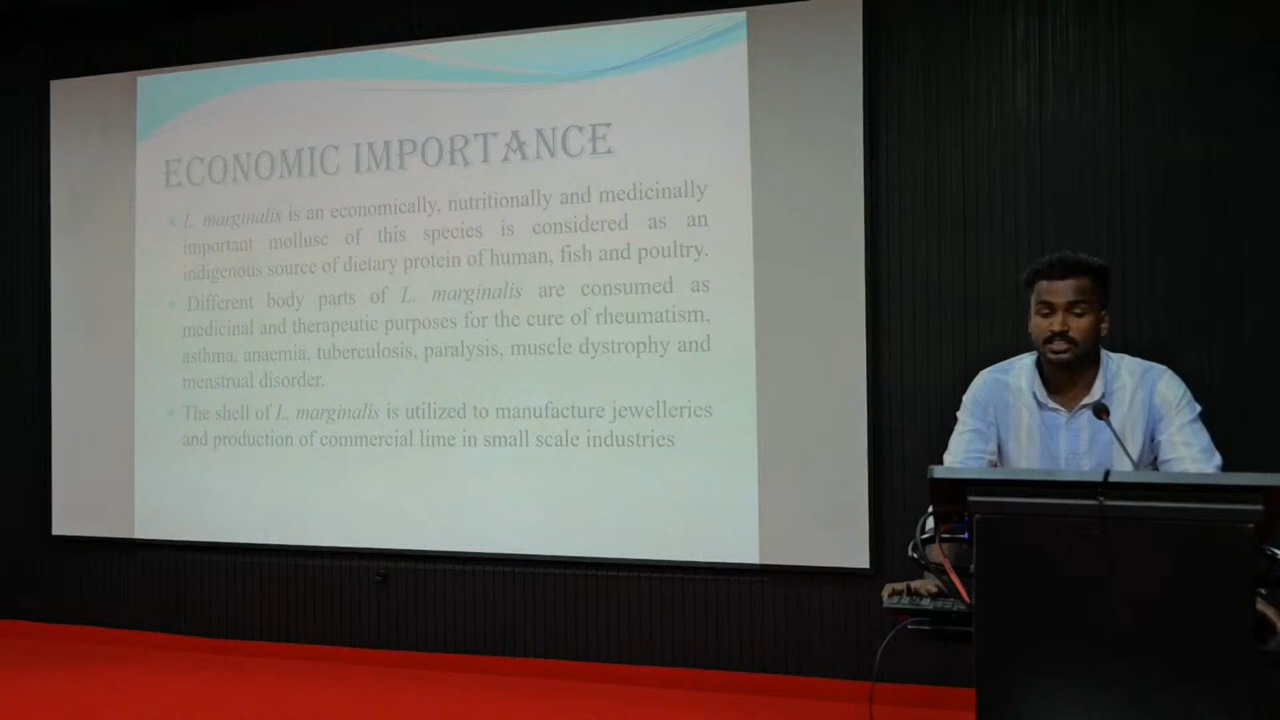 ECONOMIC IMPORTANCE
L. marginalis is an economically, nutritionally and medicinally
important mollusc of this species is considered as an
indigenous source of dietary protein of human, fish and poultry.
Different body parts of L. marginalis are consumed as
medicinal and therapeutic purposes for the cure of rheumatism,
asthma, anaemia, tuberculosis, paralysis, muscle dystrophy and
menstrual disorder.
The shell of L. marginalis is utilized to manufacture jewelleries
and production of commercial lime in small scale industries